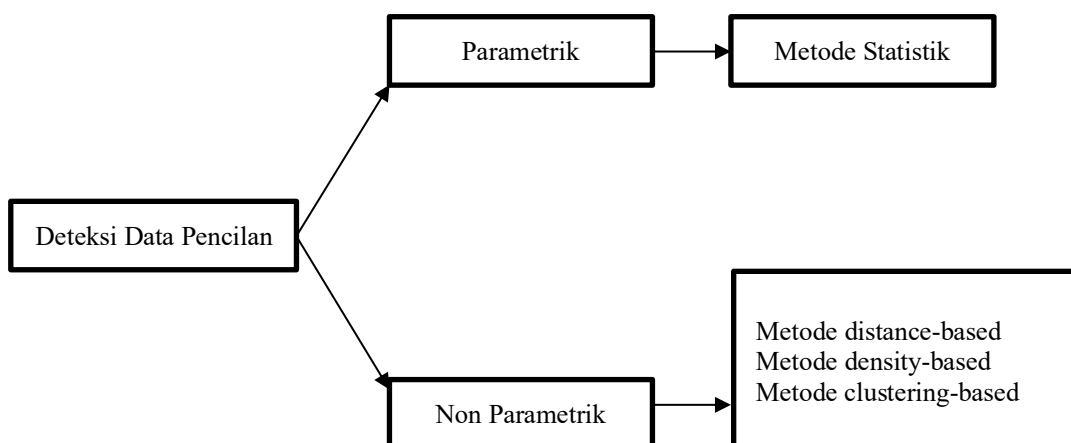 Parametrik
Metode Statistik
Deteksi Data Pencilan
Non Parametrik
Metode distance-based
Metode density-based
Metode clustering-based